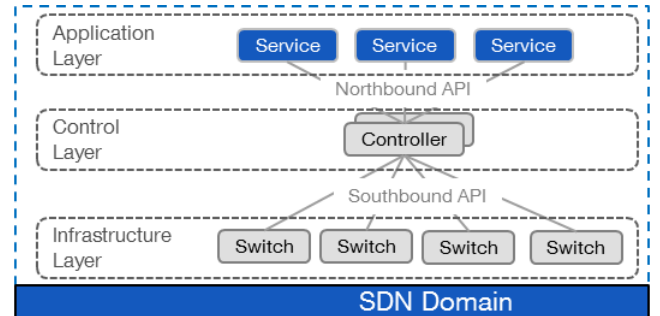 Application
Layer
Service Service Service
Northbound API
Control
Layer
Controller
Southbound API
Infrastructure
Layer
Switch Switch Switch Switch
SDN Domain